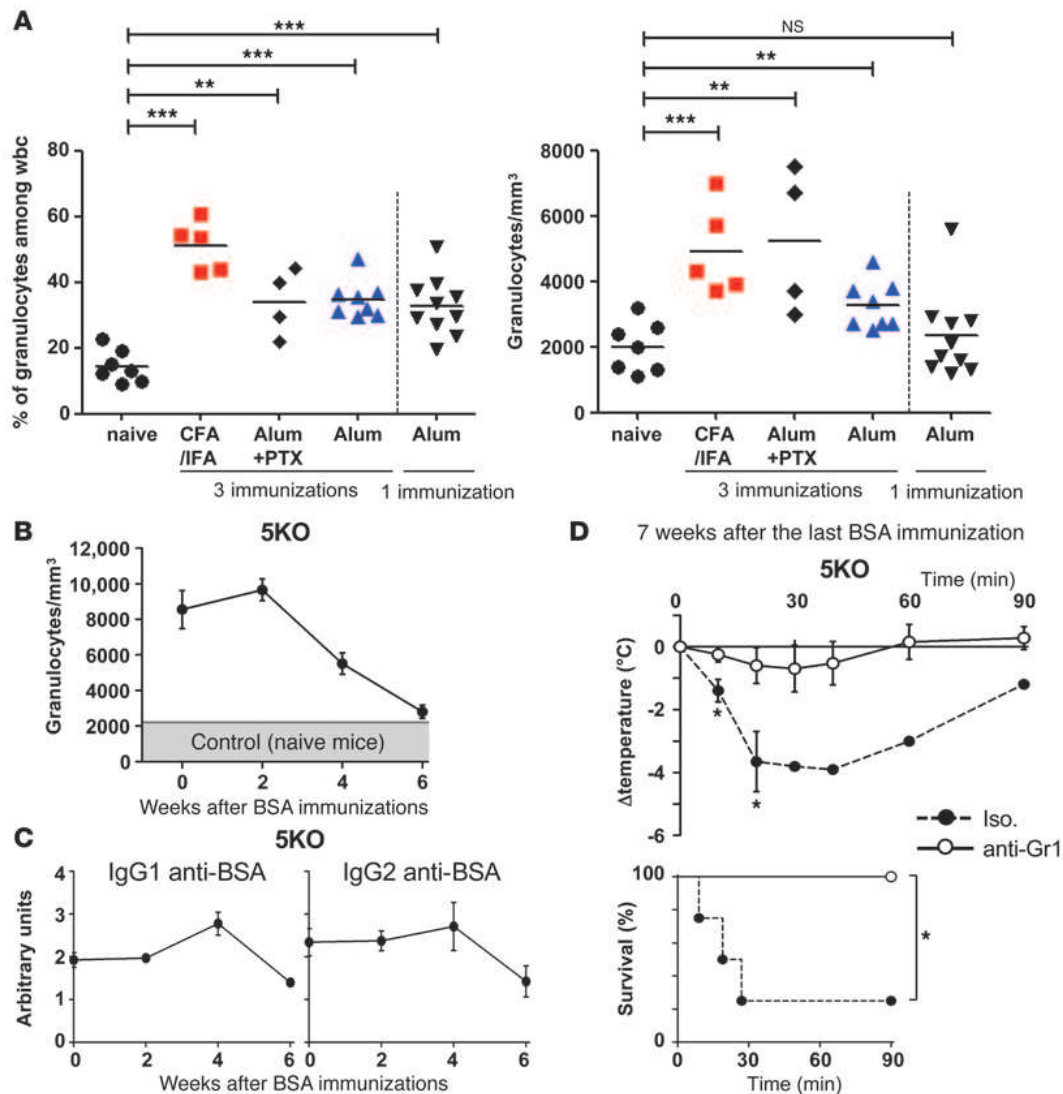 A
***
***
**
***
% of granulocytes among wbc
80
60
40
20
0
naive
CFA
/IFA
Alum
+PTX
Alum
Alum
3 immunizations
1 immunization
NS
**
**
***
Granulocytes/mm³
8000
6000
4000
2000
0
naive
CFA
/IFA
Alum
+PTX
Alum
Alum
3 immunizations
1 immunization
B
5KO
Granulocytes/mm³
12,000
10,000
8000
6000
4000
2000
0
Control (naive mice)
0 2 4 6
Weeks after BSA immunizations
C
5KO
IgG1 anti-BSA
IgG2 anti-BSA
Arbitrary units
4
3
2
1
0
0 2 4 6
0 2 4 6
Weeks after BSA immunizations
D
7 weeks after the last BSA immunization
5KO
Time (min)
0 30 60 90
Δtemperature (°C)
0
-2
-4
-6
*
*
Iso.
anti-Gr1
Survival (%)
100
0
*
0 30 60 90
Time (min)